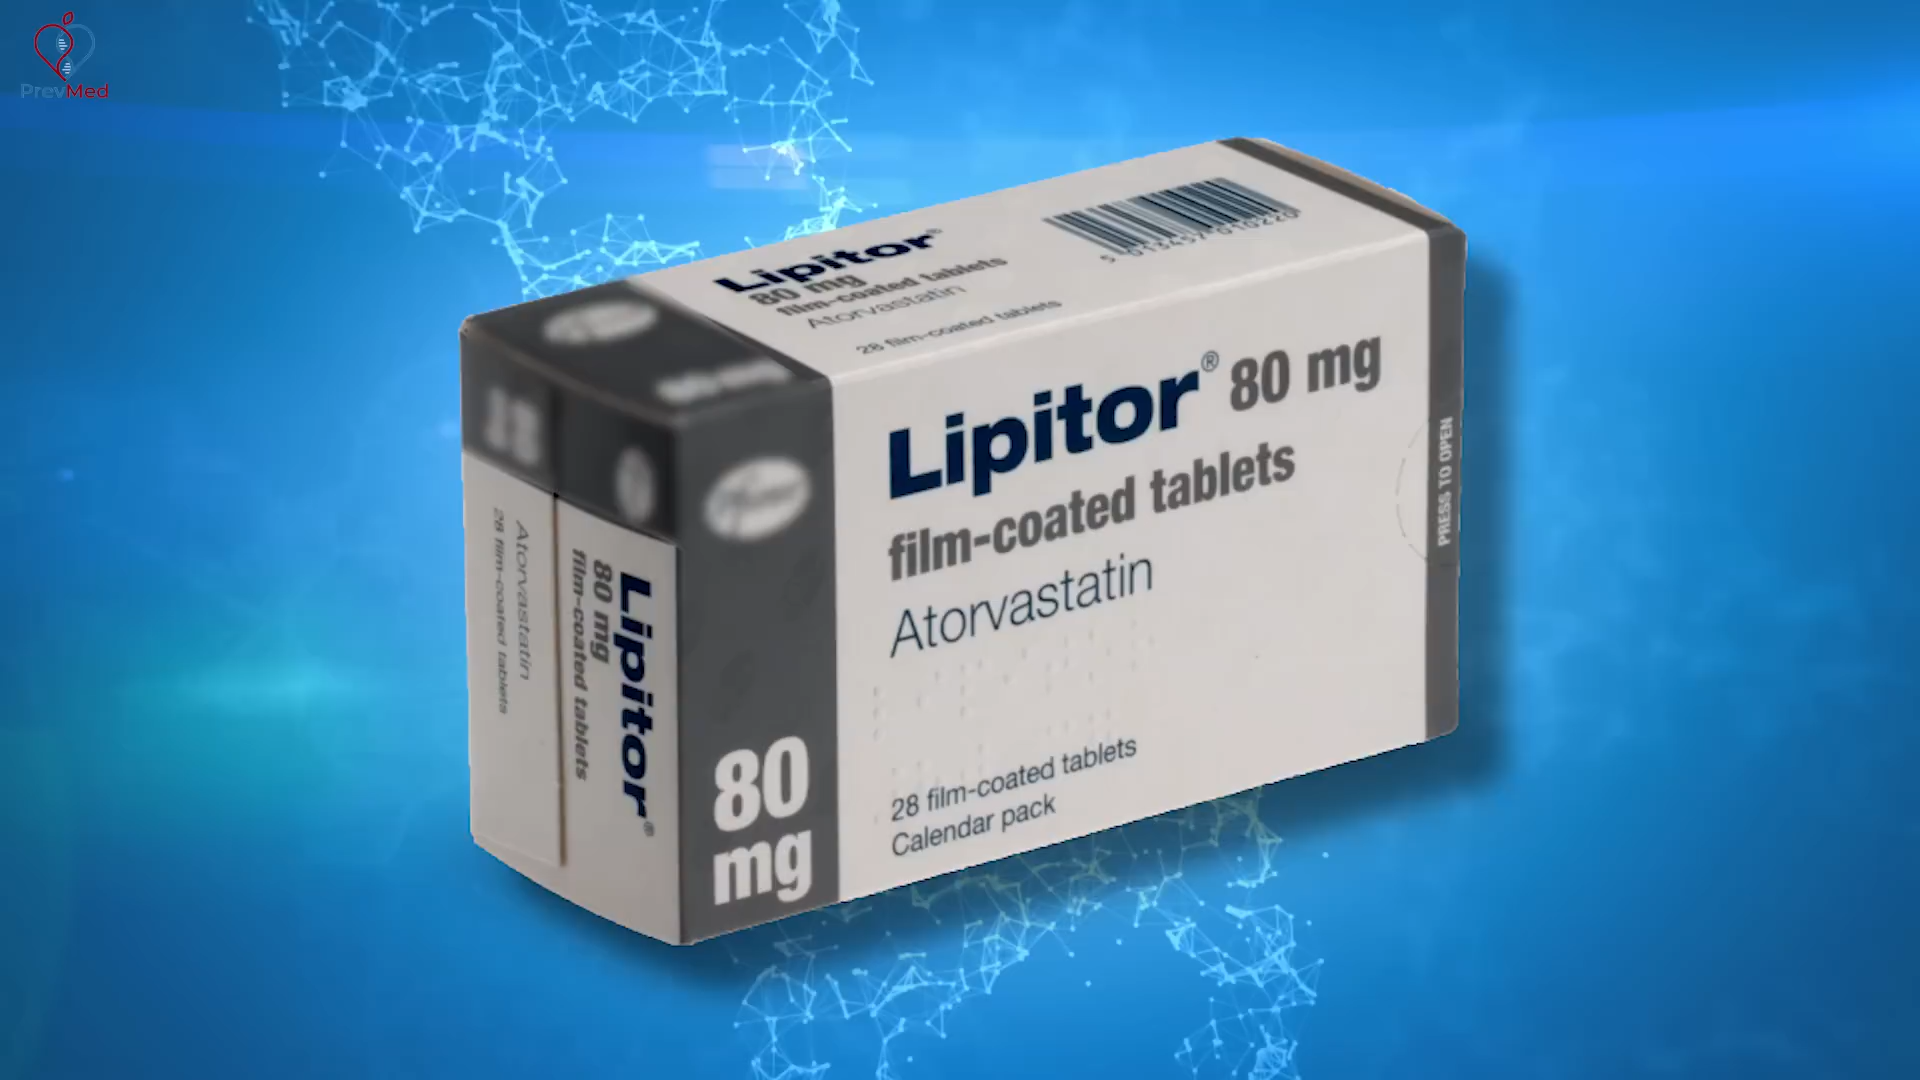 PrevMed
Lipitor®
80 mg
film-coated tablets
Atorvastatin
28 film-coated tablets
Lipitor® 80 mg
film-coated tablets
Atorvastatin
28 film-coated tablets
Calendar pack
PRESS TO OPEN
80
mg
Lipitor®
80 mg
film-coated tablets
Atorvastatin
28 film-coated tablets